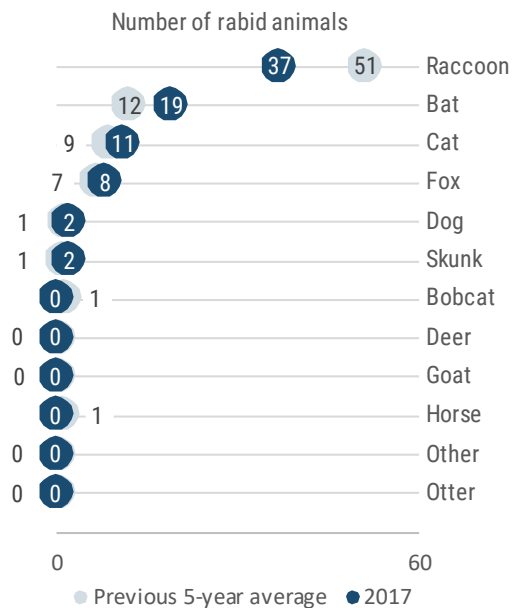 Number of rabid animals
37 51 Raccoon
12 19 Bat
9 11 Cat
7 8 Fox
1 2 Dog
1 2 Skunk
0 1 Bobcat
0 0 Deer
0 0 Goat
0 1 Horse
0 0 Other
0 0 Otter
0 60
Previous 5-year average 2017